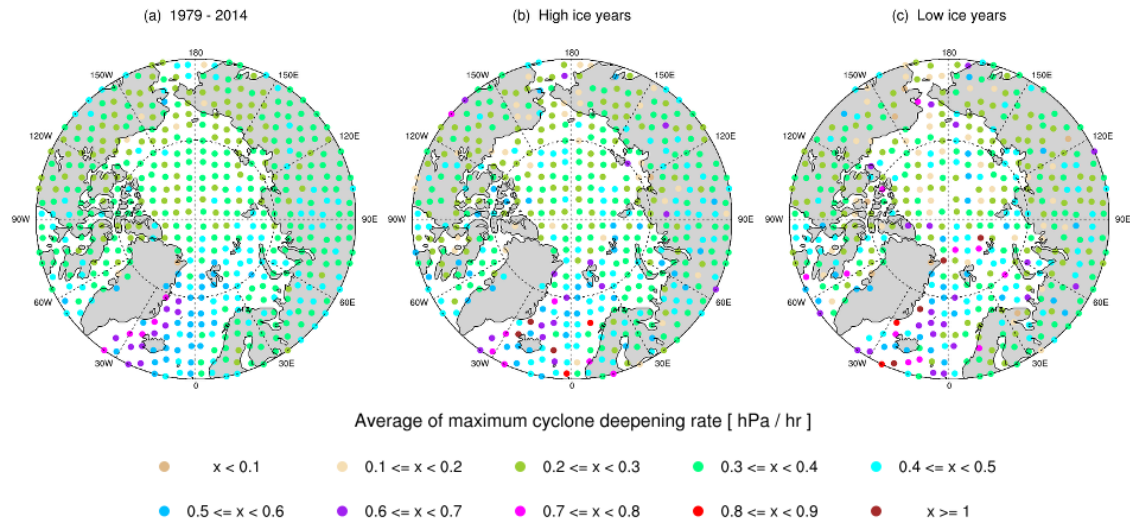 (a) 1979 - 2014
(b) High ice years
(c) Low ice years
180
150W
150E
120W
120E
90W
90E
60W
60E
30W
30E
0
180
150W
150E
120W
120E
90W
90E
60W
60E
30W
30E
0
180
150W
150E
120W
120E
90W
90E
60W
60E
30W
30E
0
Average of maximum cyclone deepening rate [ hPa / hr ]
x < 0.1
0.1 <= x < 0.2
0.2 <= x < 0.3
0.3 <= x < 0.4
0.4 <= x < 0.5
0.5 <= x < 0.6
0.6 <= x < 0.7
0.7 <= x < 0.8
0.8 <= x < 0.9
x >= 1